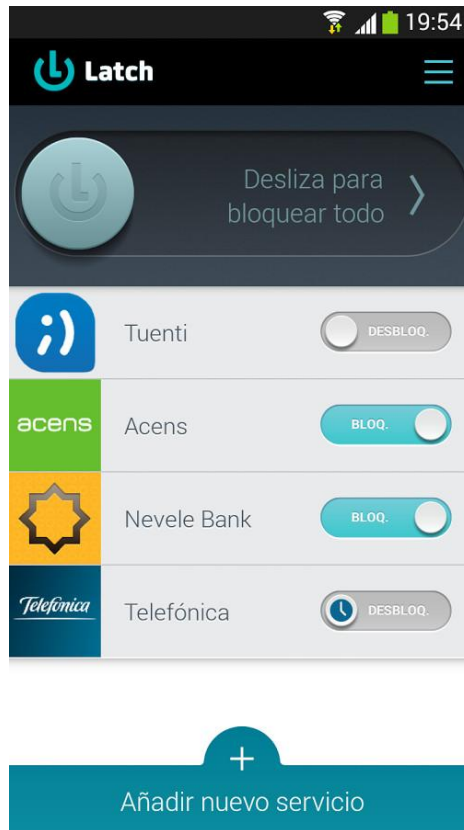 19:54
Latch
Desliza para
bloquear todo
Tuenti
DESBLOQ.
acens
Acens
BLOQ.
Nevele Bank
BLOQ.
Telefónica
Telefónica
DESBLOQ.
Añadir nuevo servicio